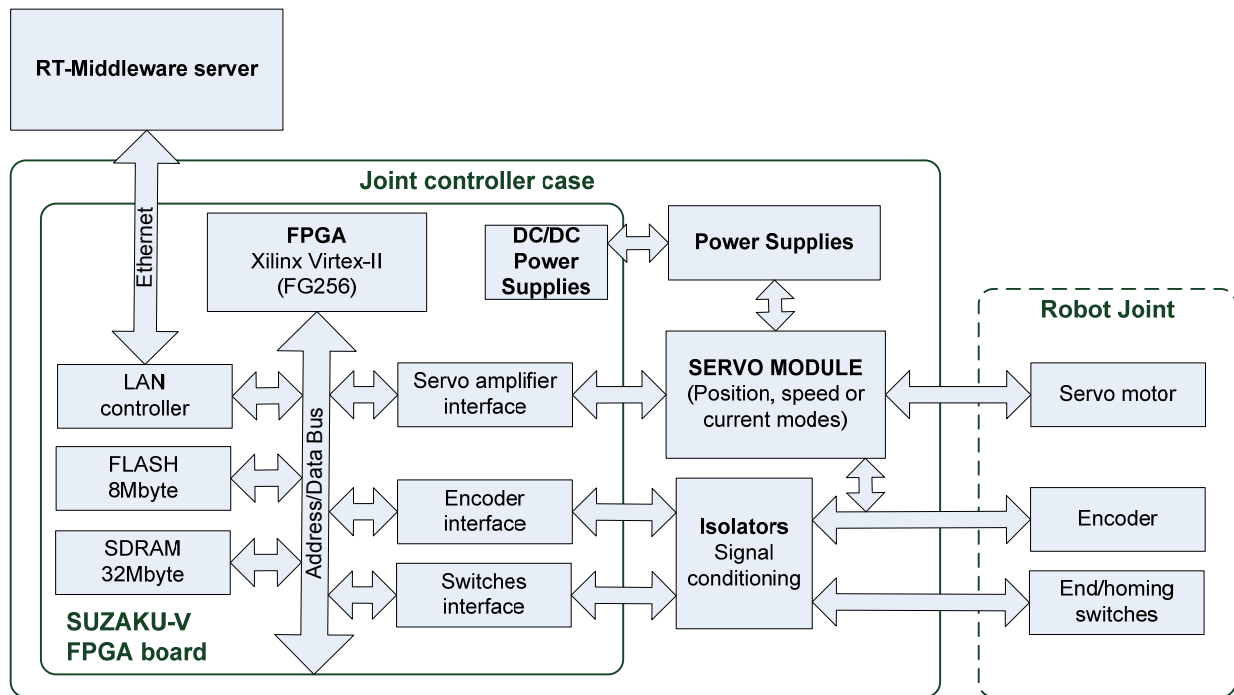 RT-Middleware server
Joint controller case
Ethernet
FPGA
Xilinx Virtex-II
(FG256)
DC/DC
Power
Supplies
Power Supplies
Robot Joint
LAN
controller
Servo amplifier
interface
SERVO MODULE
(Position, speed or
current modes)
Servo motor
FLASH
8Mbyte
Address/Data Bus
Encoder
interface
Isolators
Signal
conditioning
Encoder
SDRAM
32Mbyte
Switches
interface
End/homing
switches
SUZAKU-V
FPGA board